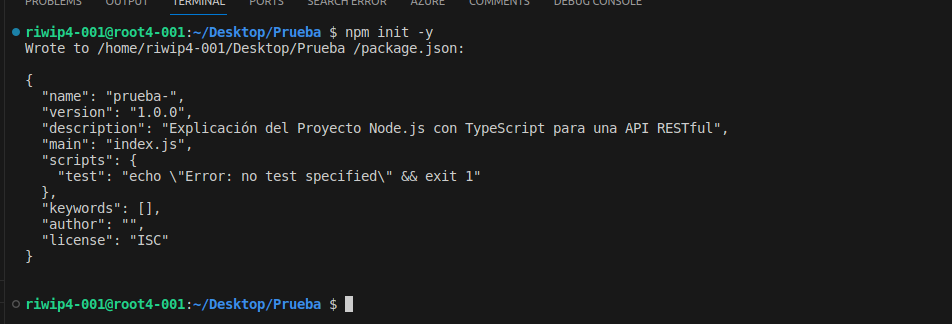 PROBLEMS OUTPUT TERMINAL PORTS SEARCH ERROR AZURE COMMENTS DEBUG CONSOLE
riwip4-001@root4-001:~/Desktop/Prueba $ npm init -y
Wrote to /home/riwip4-001/Desktop/Prueba /package.json:
{
  "name": "prueba-",
  "version": "1.0.0",
  "description": "Explicación del Proyecto Node.js con TypeScript para una API RESTful",
  "main": "index.js",
  "scripts": {
    "test": "echo \"Error: no test specified\" && exit 1"
  },
  "keywords": [],
  "author": "",
  "license": "ISC"
}
riwip4-001@root4-001:~/Desktop/Prueba $